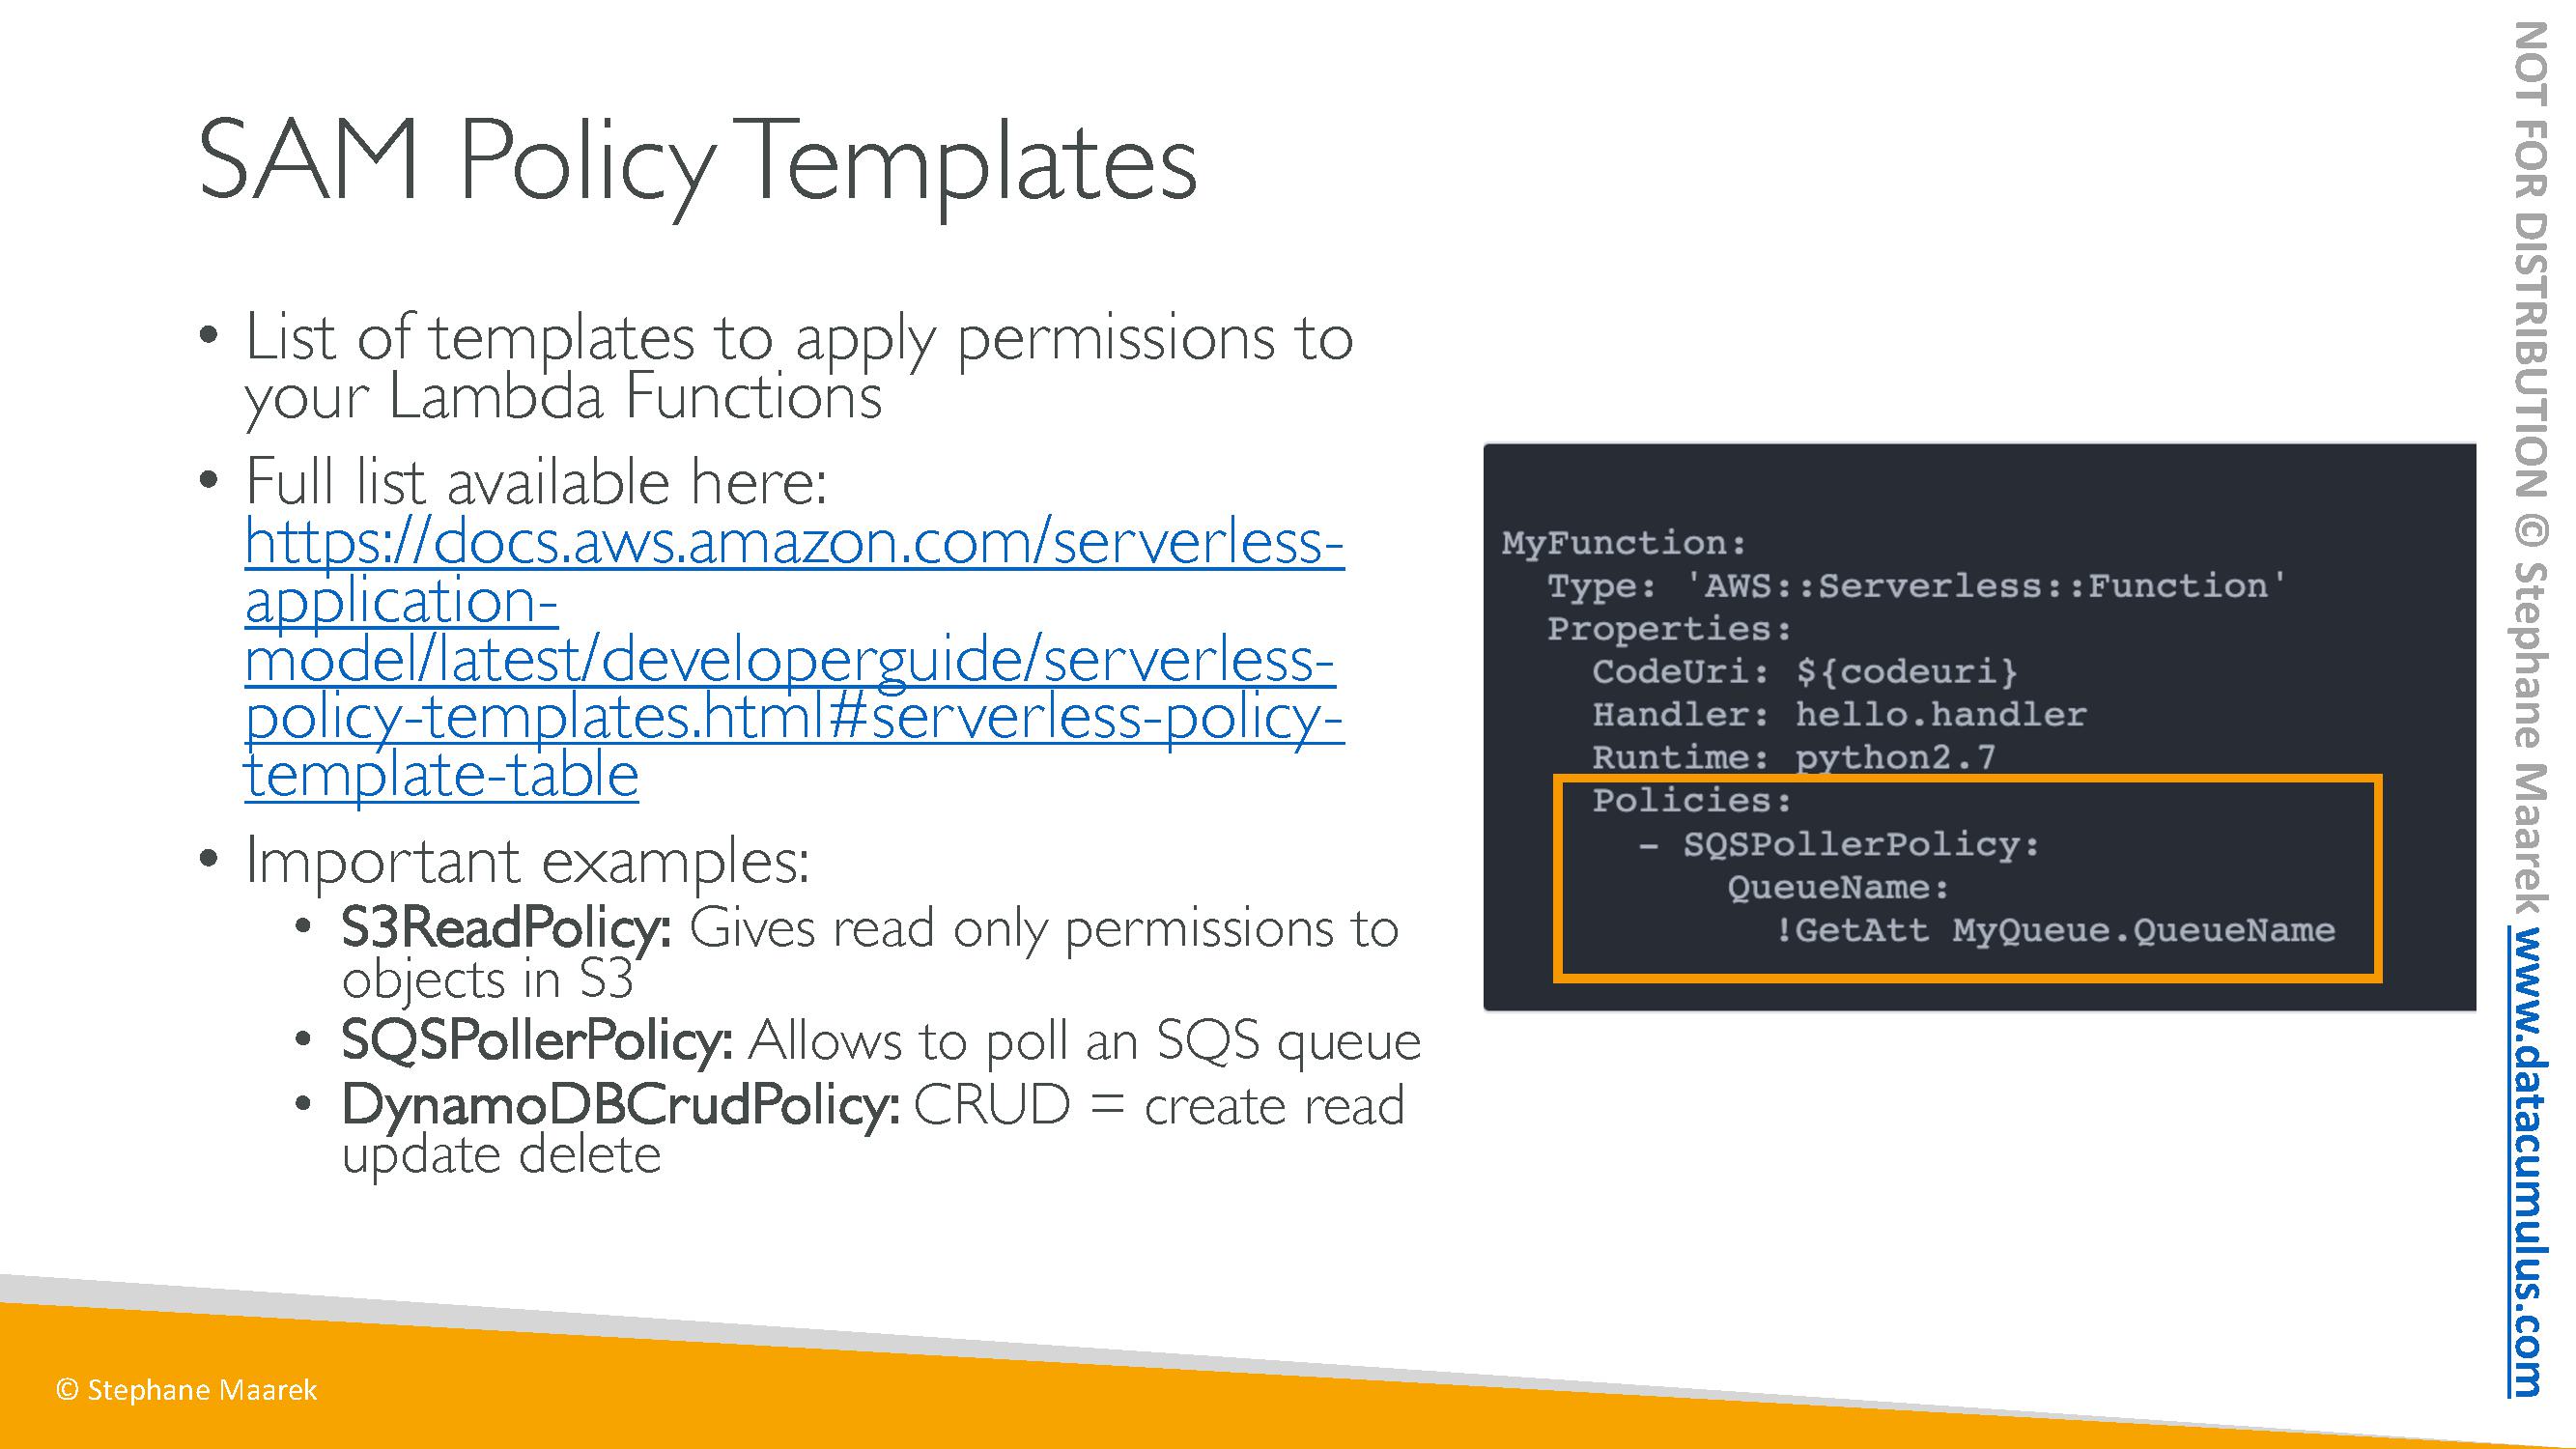 SAM Policy Templates
• List of templates to apply permissions to
your Lambda Functions
• Full list available here:
https://docs.aws.amazon.com/serverless-
application-
model/latest/developerguide/serverless-
policy-templates.html#serverless-policy-
template-table
• Important examples:
• S3ReadPolicy: Gives read only permissions to
objects in S3
• SQSPollerPolicy: Allows to poll an SQS queue
• DynamoDBCrudPolicy: CRUD = create read
update delete
MyFunction:
Type: 'AWS::Serverless::Function'
Properties:
CodeUri: ${codeuri}
Handler: hello.handler
Runtime: python2.7
Policies:
- SQSPollerPolicy:
QueueName:
!GetAtt MyQueue.QueueName
© Stephane Maarek
NOT FOR DISTRIBUTION © Stephane Maarek www.datacumulus.com